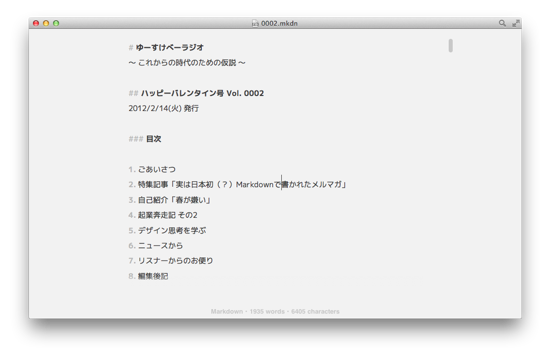 0002.mkdn
# ゆーすけべーラジオ
〜 これからの時代のための仮説 〜
## ハッピーバレンタイン号 Vol. 0002
2012/2/14(火) 発行
### 目次
1. ごあいさつ
2. 特集記事「実は日本初（？）Markdownで書かれたメルマガ」
3. 自己紹介「春が嫌い」
4. 起業奔走記 その2
5. デザイン思考を学ぶ
6. ニュースから
7. リスナーからのお便り
8. 編集後記
Markdown - 1935 words - 6405 characters